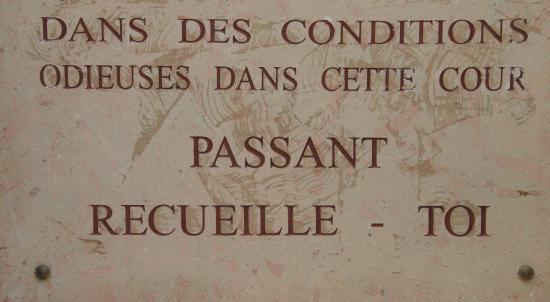 DANS DES CONDITIONS
ODIEUSES DANS CETTE COUR
PASSANT
RECUEILLE - TOI